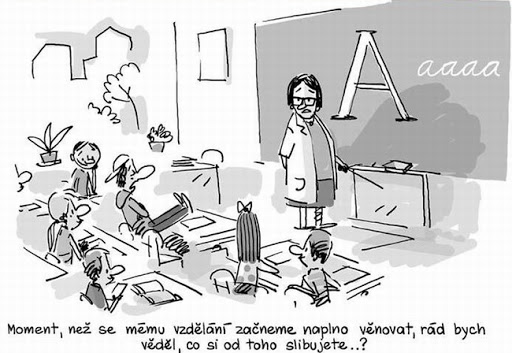 A
aaaa
Moment, než se mému vzdělání začneme naplno věnovat, rád bych
věděl, co si od toho slibujete..?